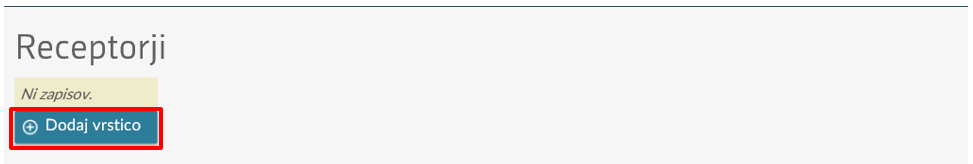 Receptorji
Ni zapisov.
Dodaj vrstico